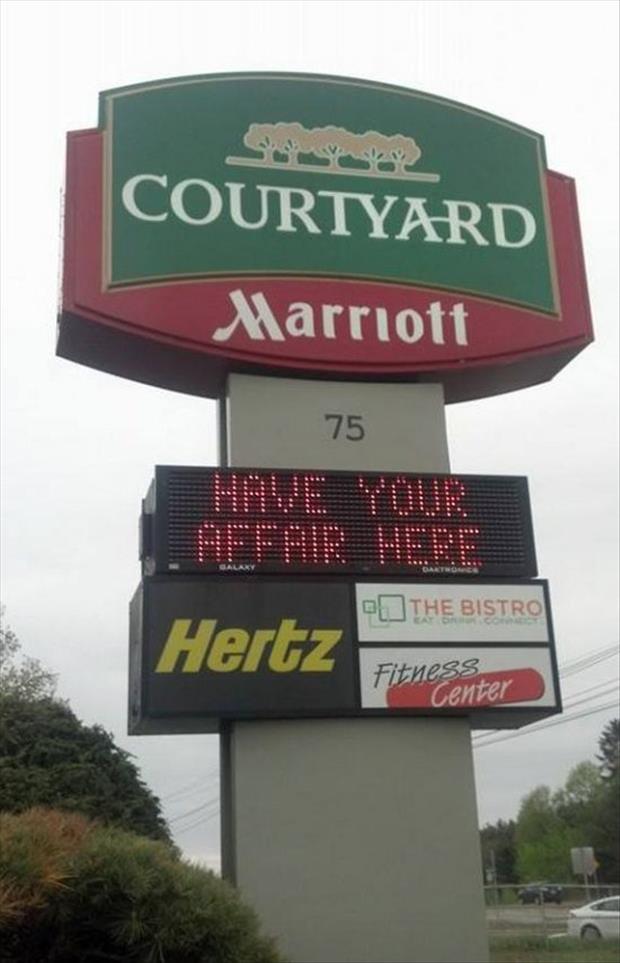 COURTYARD
Marriott
75
HAVE YOUR
AFFAIR HERE
GALAXY DAKTRONICS
Hertz
THE BISTRO
EAT. DRINK. CONNECT.
Fitness
Center